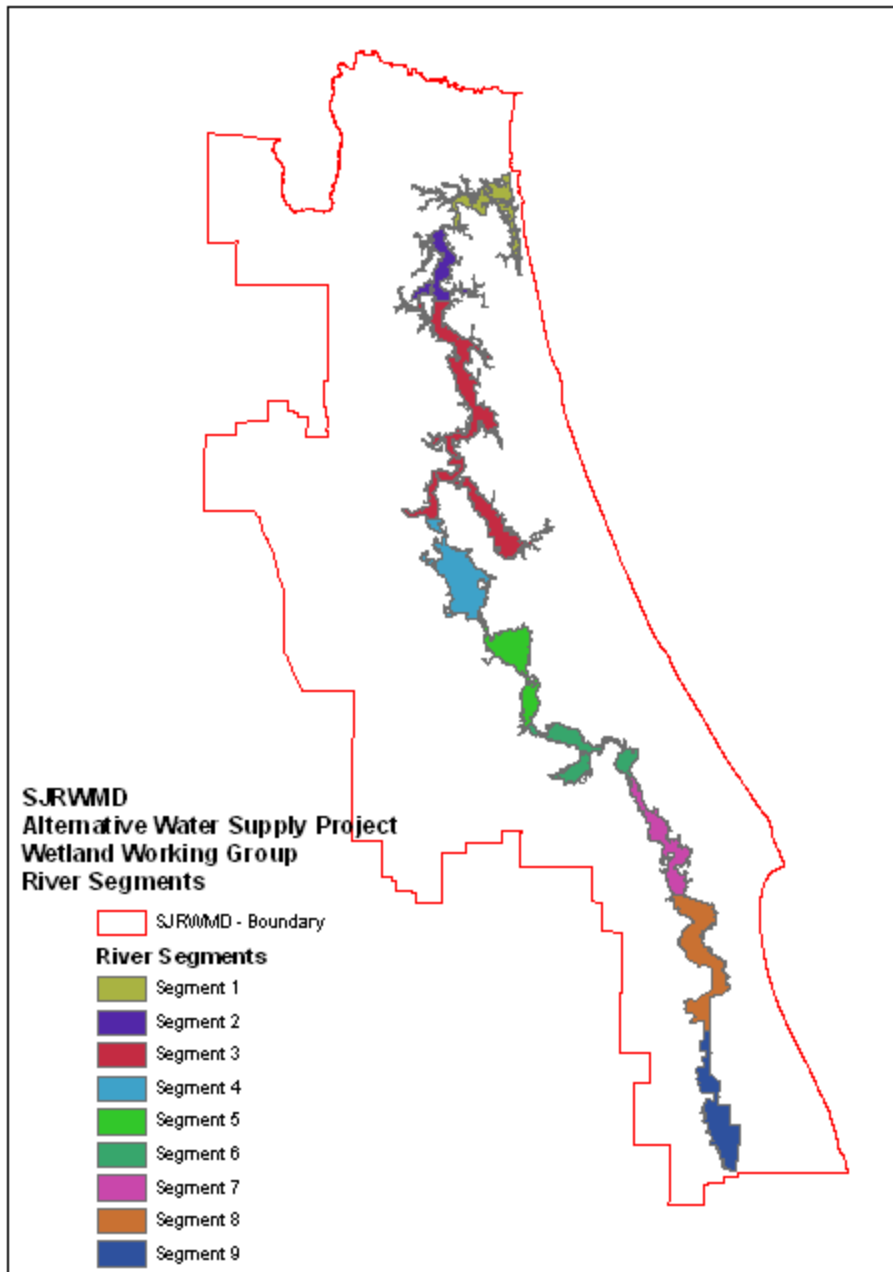 SJRWMD
Alternative Water Supply Project
Wetland Working Group
River Segments
SJRWMD - Boundary
River Segments
Segment 1
Segment 2
Segment 3
Segment 4
Segment 5
Segment 6
Segment 7
Segment 8
Segment 9